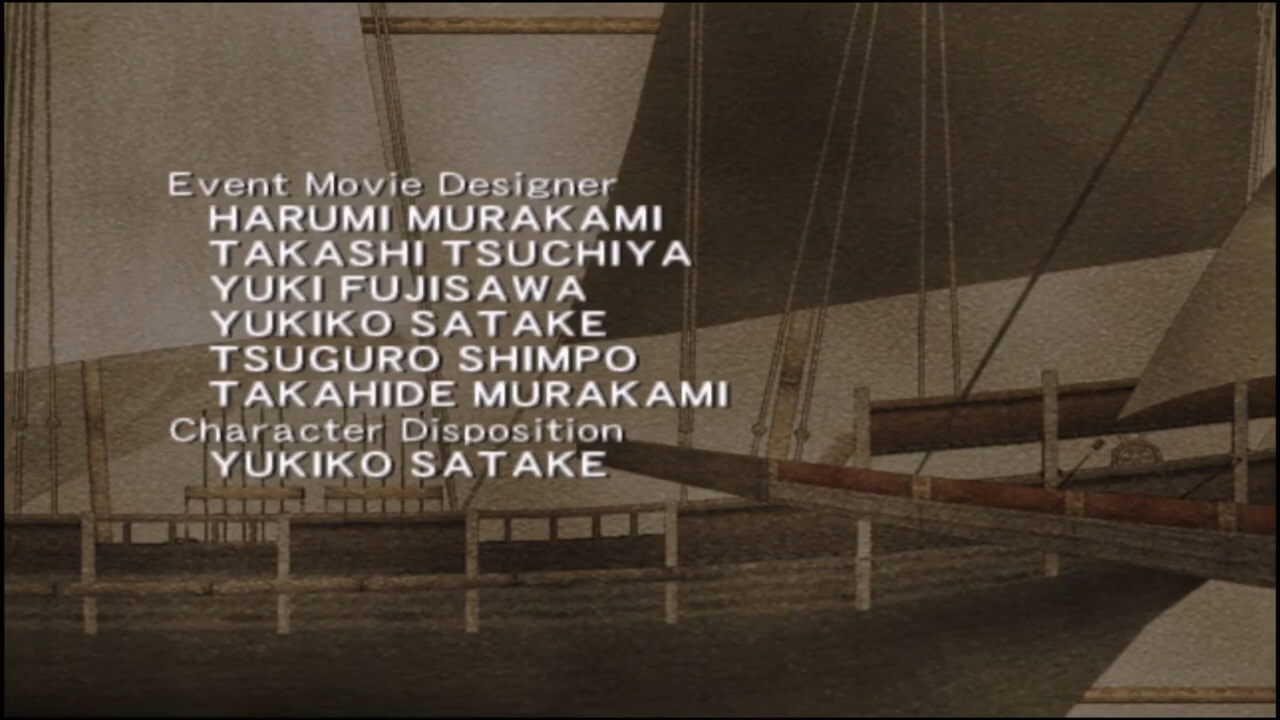 Event Movie Designer
HARUMI MURAKAMI
TAKASHI TSUCHIYA
YUKI FUJISAWA
YUKIKO SATAKE
TSUGURO SHIMPO
TAKAHIDE MURAKAMI
Character Disposition
YUKIKO SATAKE